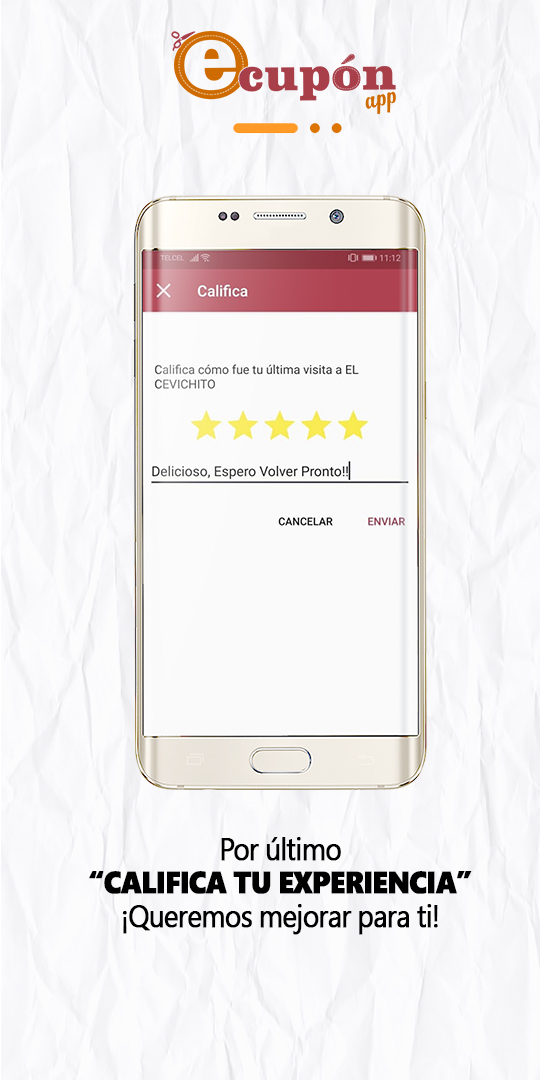 ecupón
app
TELCEL 11:12
Califica
Califica cómo fue tu última visita a EL
CEVICHITO
Delicioso, Espero Volver Pronto!!
CANCELAR ENVIAR
Por último
“CALIFICA TU EXPERIENCIA”
¡Queremos mejorar para ti!